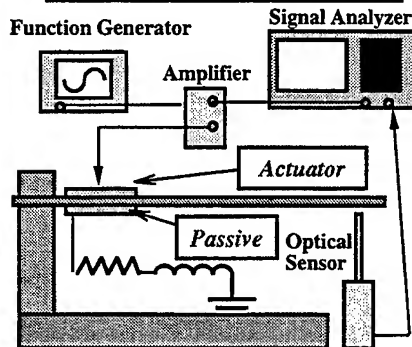 Signal Analyzer
Function Generator
Amplifier
Actuator
Passive
Optical
Sensor